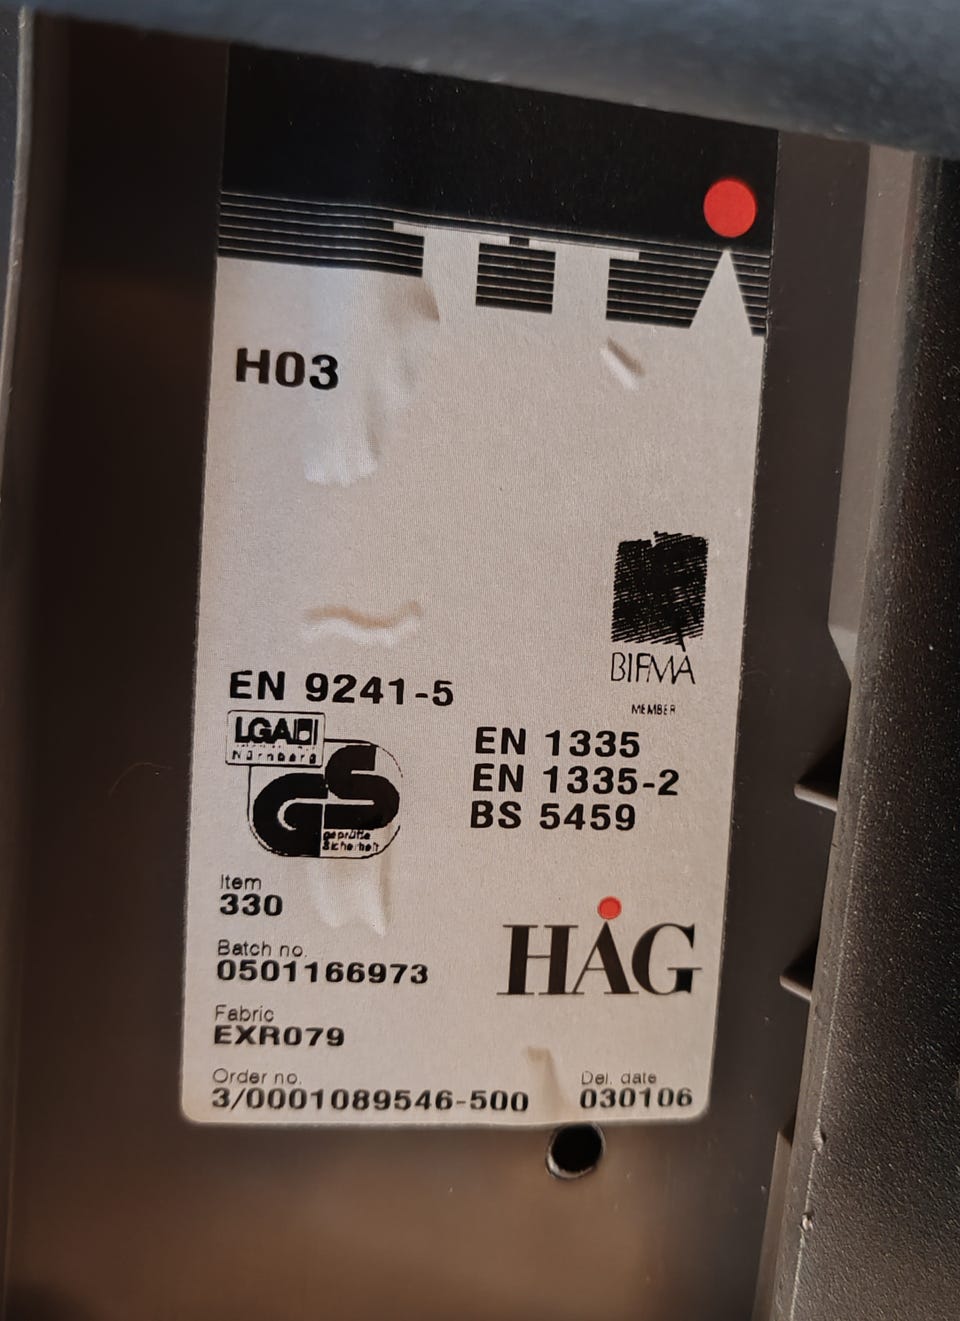 H03
BIFMA
MEMBER
EN 9241-5
LGA
Nürnberg
GS
geprüfte
Sicherheit
EN 1335
EN 1335-2
BS 5459
Item
330
Batch no.
0501166973
Fabric
EXR079
Order no.
3/0001089546-500
HÅG
Del. date
030106